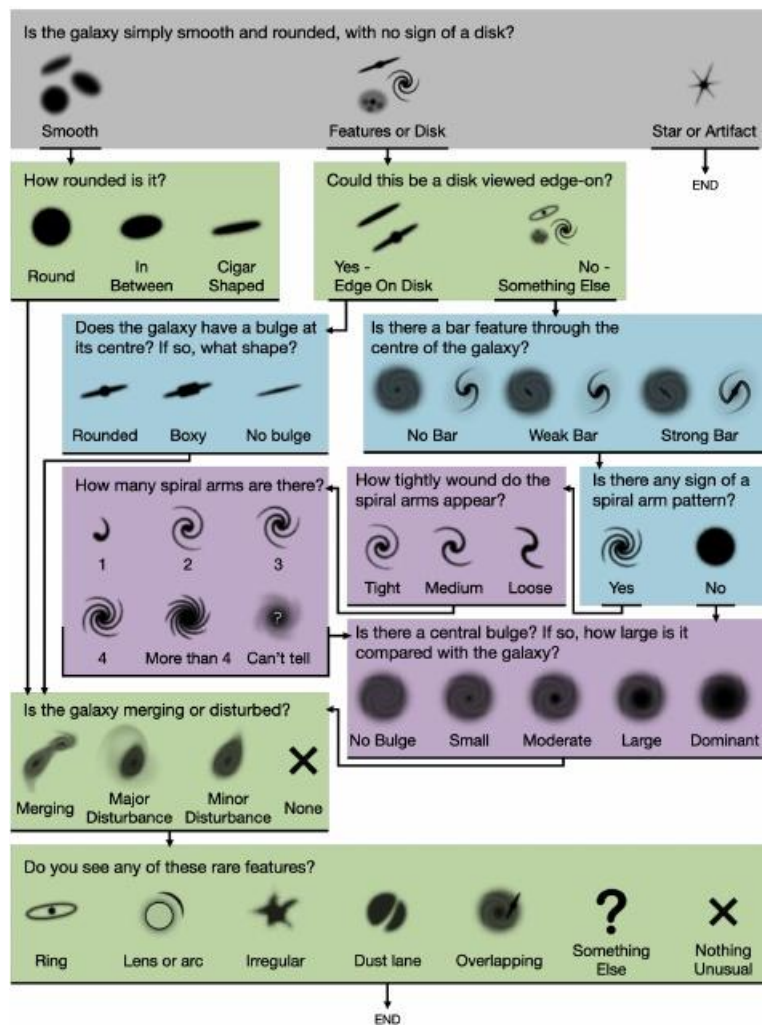 Is the galaxy simply smooth and rounded, with no sign of a disk?
Smooth
Features or Disk
Star or Artifact
END
How rounded is it?
Round
In
Between
Cigar
Shaped
Could this be a disk viewed edge-on?
Yes -
Edge On Disk
No -
Something Else
Does the galaxy have a bulge at
its centre? If so, what shape?
Rounded
Boxy
No bulge
Is there a bar feature through the
centre of the galaxy?
No Bar
Weak Bar
Strong Bar
How many spiral arms are there?
1
2
3
4
More than 4
?
Can't tell
How tightly wound do the
spiral arms appear?
Tight
Medium
Loose
Is there any sign of a
spiral arm pattern?
Yes
No
Is there a central bulge? If so, how large is it
compared with the galaxy?
No Bulge
Small
Moderate
Large
Dominant
Is the galaxy merging or disturbed?
Merging
Major
Disturbance
Minor
Disturbance
None
Do you see any of these rare features?
Ring
Lens or arc
Irregular
Dust lane
Overlapping
?
Something
Else
Nothing
Unusual
END